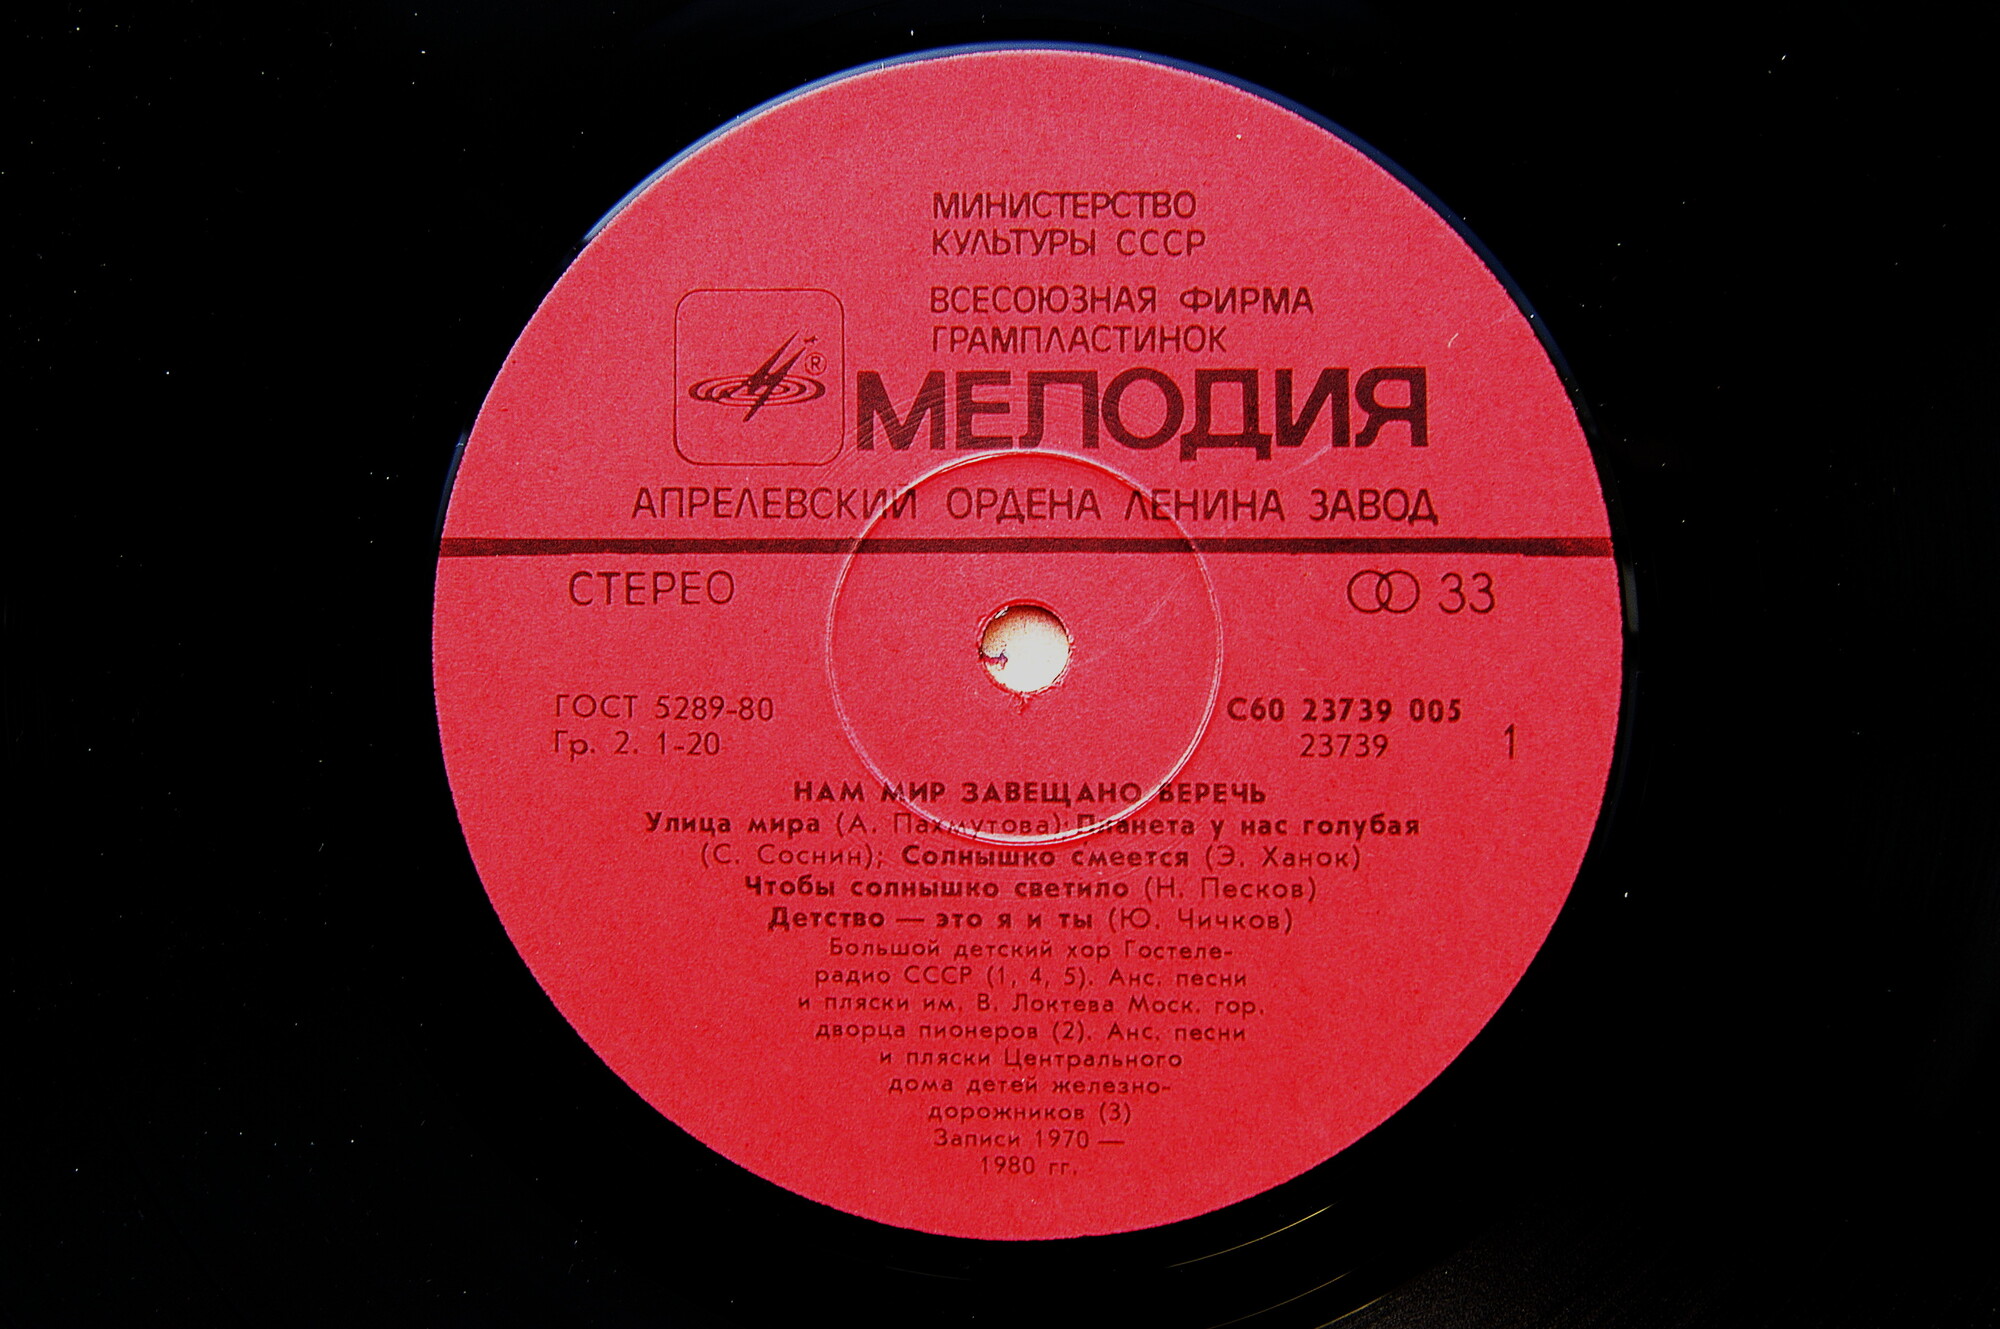 МИНИСТЕРСТВО
КУЛЬТУРЫ СССР
ВСЕСОЮЗНАЯ ФИРМА
ГРАМПЛАСТИНОК
®
МЕЛОДИЯ
АПРЕЛЕВСКИЙ ОРДЕНА ЛЕНИНА ЗАВОД
СТЕРЕО
33
ГОСТ 5289-80
Гр. 2. 1-20
С60 23739 005
23739
1
НАМ МИР ЗАВЕЩАНО БЕРЕЧЬ
Улица мира (А. Пахмутова); Планета у нас голубая
(С. Соснин); Солнышко смеется (Э. Ханок)
Чтобы солнышко светило (Н. Песков)
Детство — это я и ты (Ю. Чичков)
Большой детский хор Гостеле-
радио СССР (1, 4, 5). Анс. песни
и пляски им. В. Локтева Моск. гор.
дворца пионеров (2). Анс. песни
и пляски Центрального
дома детей железно-
дорожников (3)
Записи 1970 —
1980 гг.